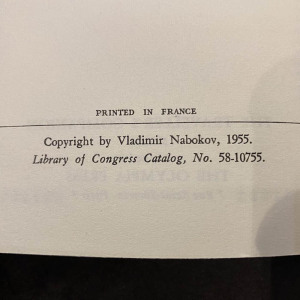 PRINTED IN FRANCE
Copyright by Vladimir Nabokov, 1955.
Library of Congress Catalog, No. 58-10755.